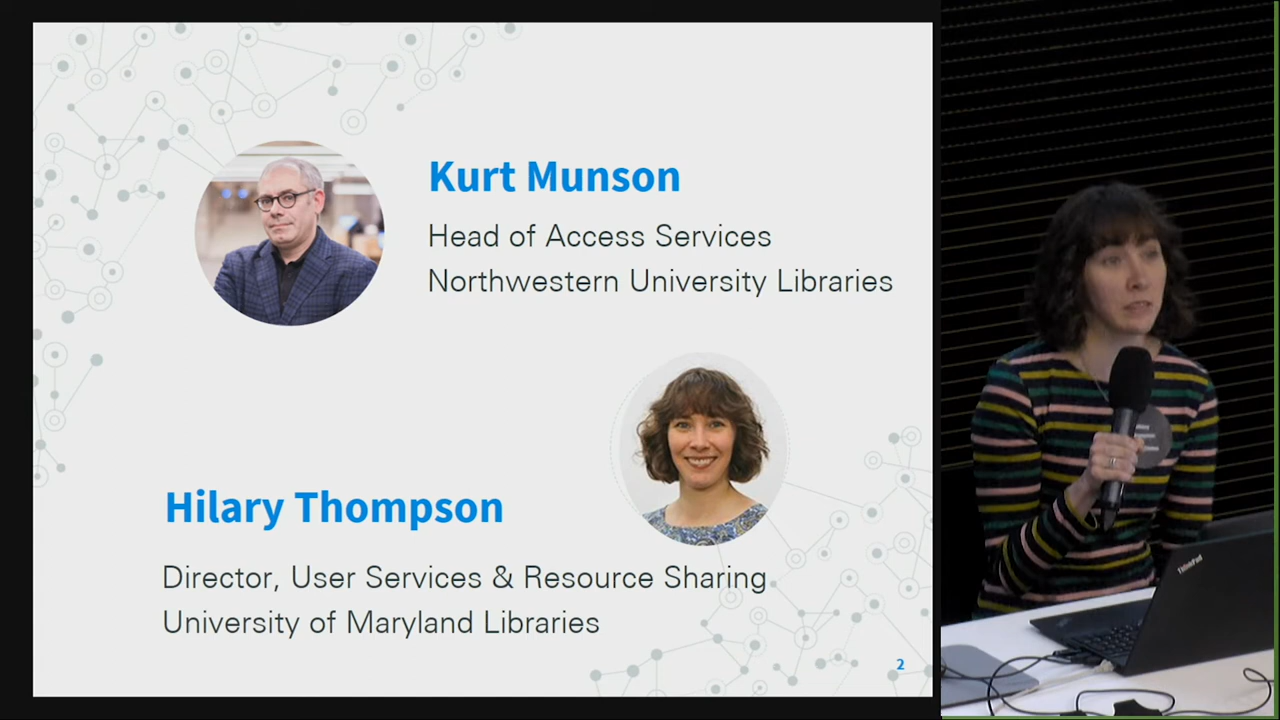 Kurt Munson
Head of Access Services
Northwestern University Libraries
Hilary Thompson
Director, User Services & Resource Sharing
University of Maryland Libraries
2
ThinkPad